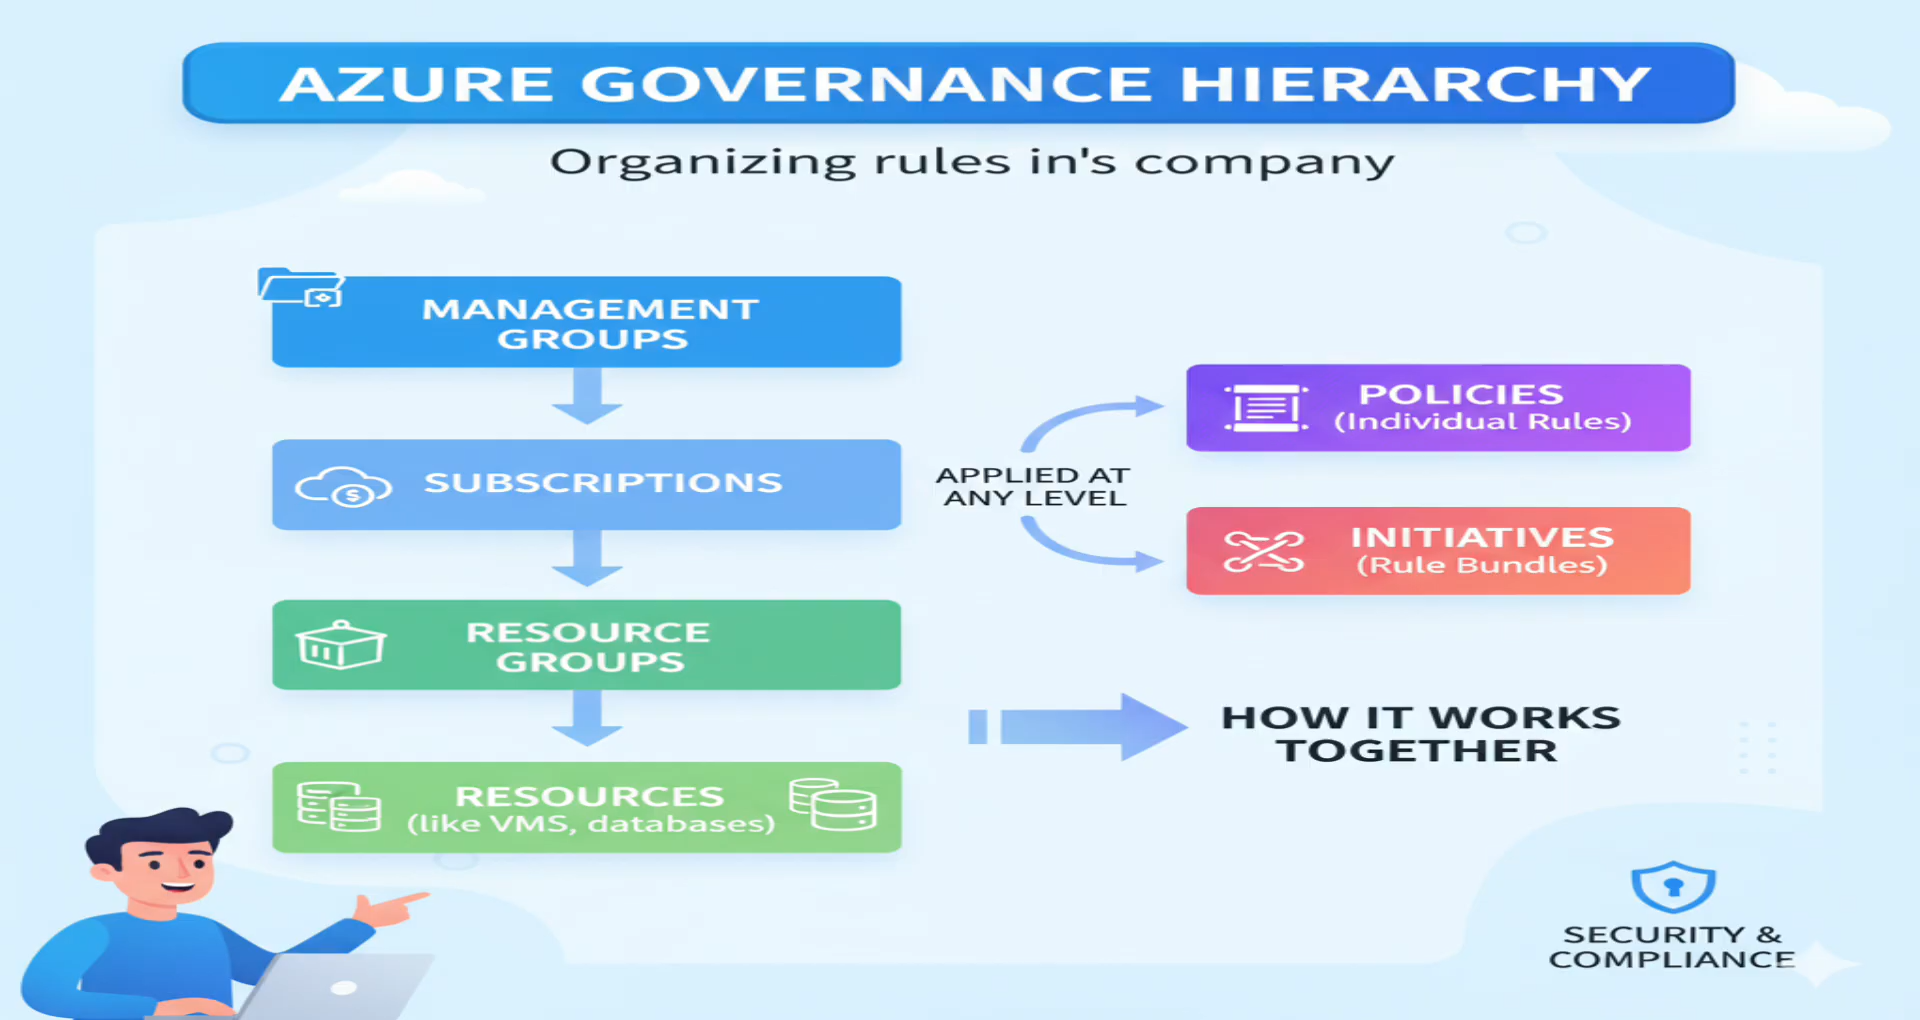 AZURE GOVERNANCE HIERARCHY
Organizing rules in's company
MANAGEMENT
GROUPS
SUBSCRIPTIONS
RESOURCE
GROUPS
RESOURCES
(like VMS, databases)
APPLIED AT
ANY LEVEL
POLICIES
(Individual Rules)
INITIATIVES
(Rule Bundles)
HOW IT WORKS
TOGETHER
SECURITY &
COMPLIANCE